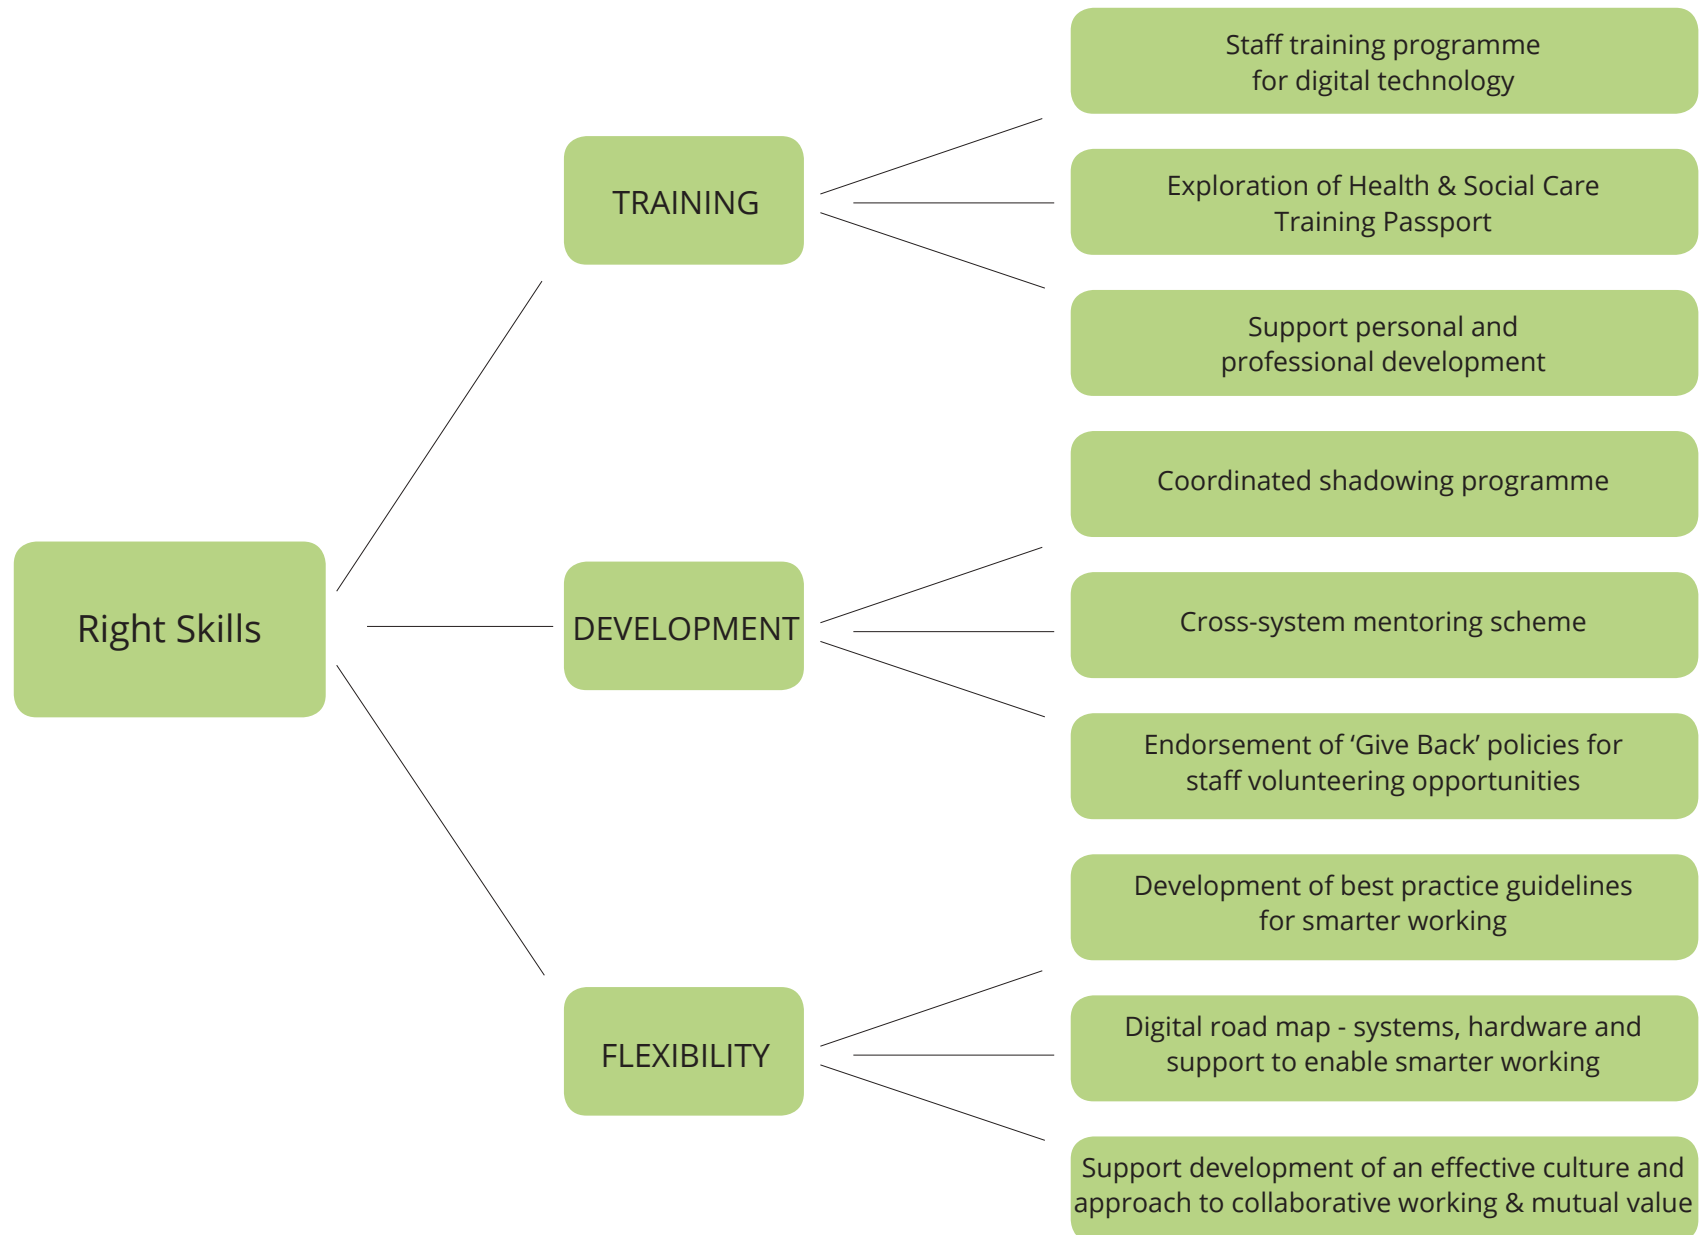 Right Skills
TRAINING
Staff training programme
for digital technology
Exploration of Health & Social Care
Training Passport
Support personal and
professional development
DEVELOPMENT
Coordinated shadowing programme
Cross-system mentoring scheme
Endorsement of ‘Give Back’ policies for
staff volunteering opportunities
FLEXIBILITY
Development of best practice guidelines
for smarter working
Digital road map - systems, hardware and
support to enable smarter working
Support development of an effective culture and
approach to collaborative working & mutual value